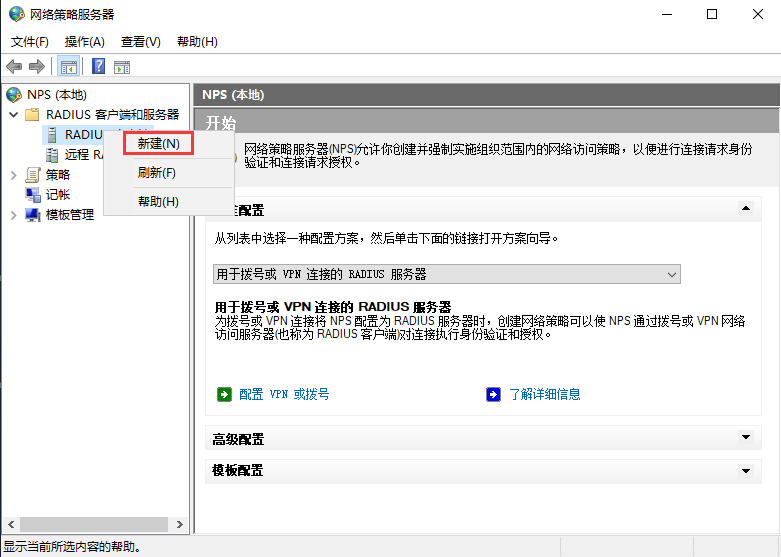 网络策略服务器
文件(F) 操作(A) 查看(V) 帮助(H)
NPS (本地)
RADIUS 客户端和服务器
RADIU
远程 RA
策略
记帐
模板管理
新建(N)
刷新(F)
帮助(H)
NPS (本地)
开始
网络策略服务器(NPS)允许你创建并强制实施组织范围内的网络访问策略，以便进行连接请求身份
验证和连接请求授权。
配置
从列表中选择一种配置方案，然后单击下面的链接打开方案向导。
用于拨号或 VPN 连接的 RADIUS 服务器
用于拨号或 VPN 连接的 RADIUS 服务器
为拨号或 VPN 连接将 NPS 配置为 RADIUS 服务器时，创建网络策略可以使 NPS 通过拨号或 VPN 网络
访问服务器(也称为 RADIUS 客户端)对连接执行身份验证和授权。
配置 VPN 或拨号
了解详细信息
高级配置
模板配置
显示当前所选内容的帮助。